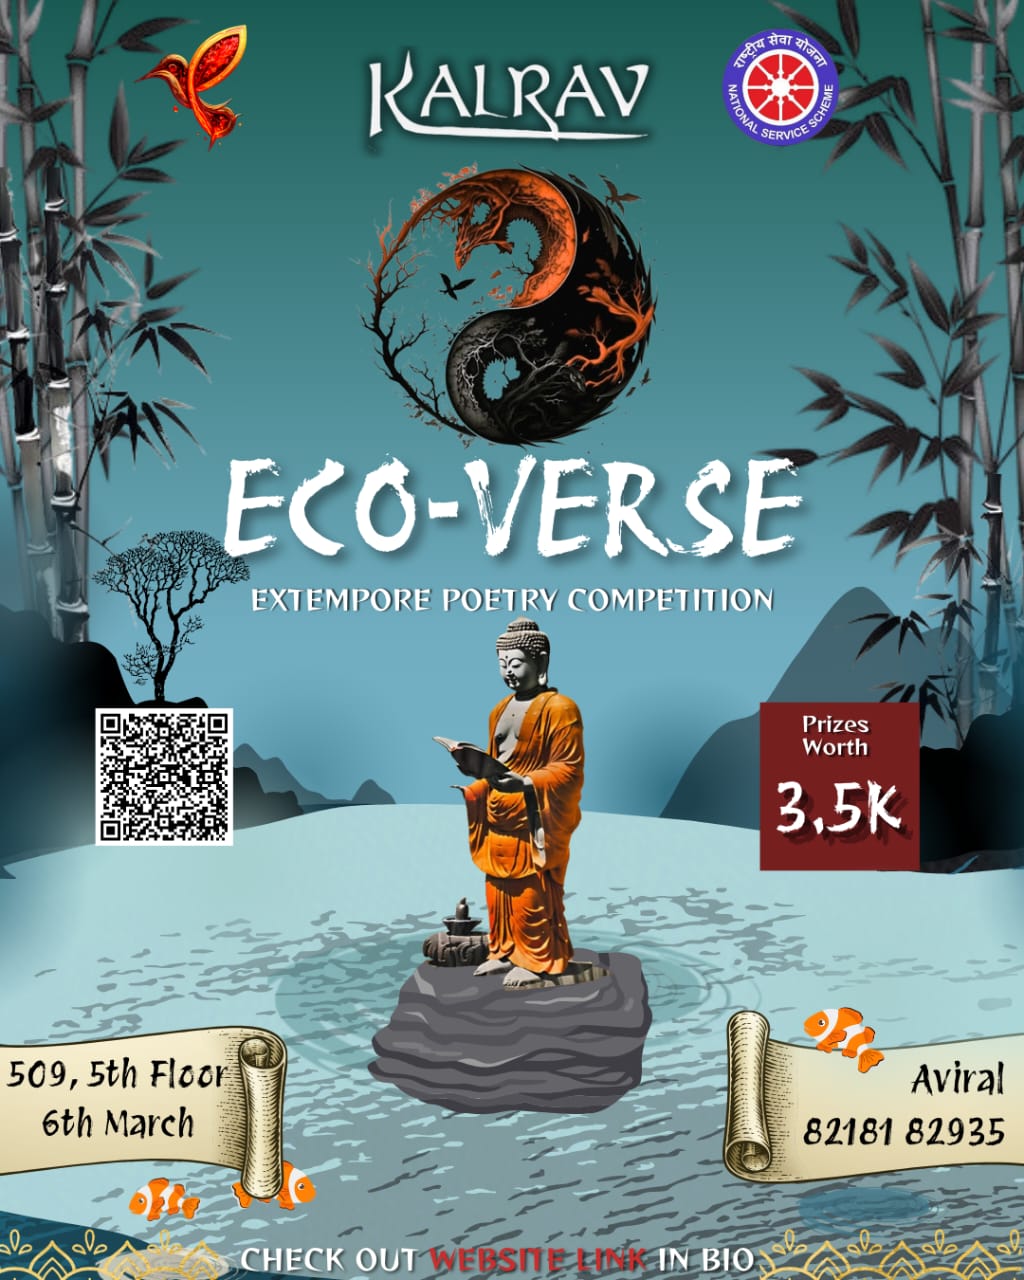 KALRAV
राष्ट्रीय सेवा योजना
NATIONAL SERVICE SCHEME
ECO-VERSE
EXTEMPORE POETRY COMPETITION
Prizes
Worth
3.5K
509, 5th Floor
6th March
Aviral
82181 82935
CHECK OUT WEBSITE LINK IN BIO